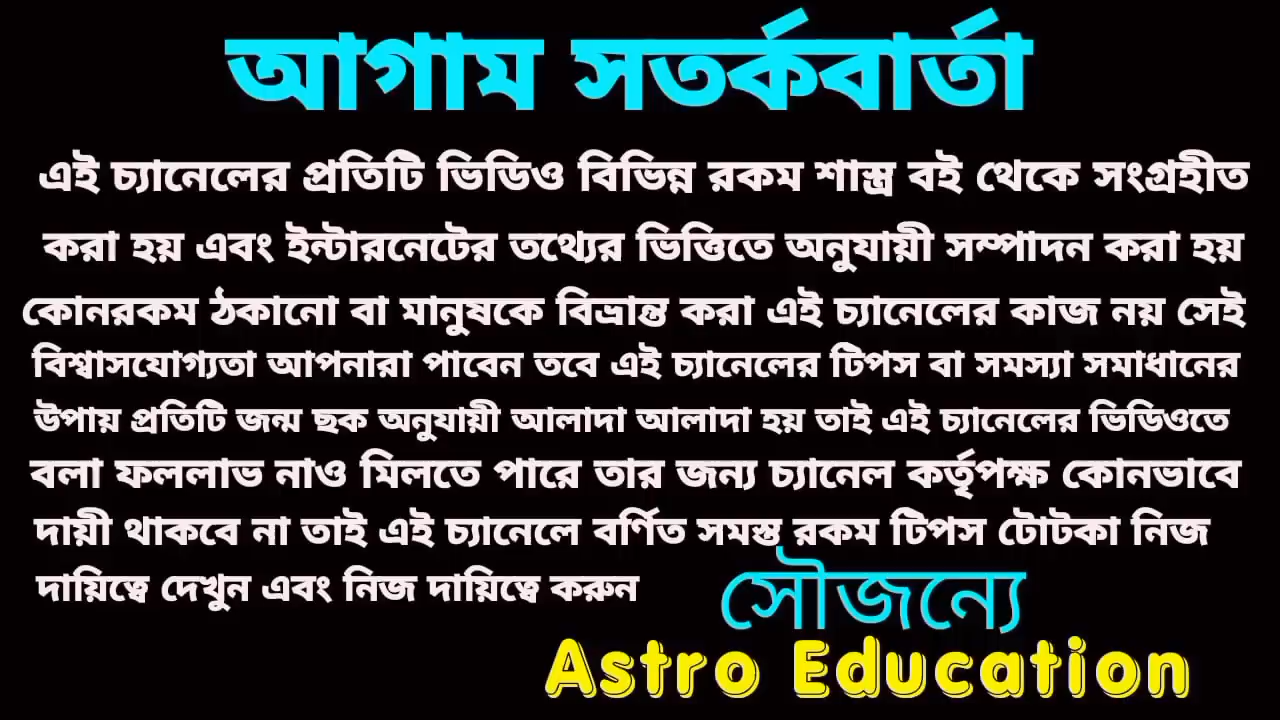 আগাম সতর্কবার্তা
এই চ্যানেলের প্রতিটি ভিডিও বিভিন্ন রকম শাস্ত্র বই থেকে সংগ্রহীত
করা হয় এবং ইন্টারনেটের তথ্যের ভিত্তিতে অনুযায়ী সম্পাদন করা হয়
কোনরকম ঠকানো বা মানুষকে বিভ্রান্ত করা এই চ্যানেলের কাজ নয় সেই
বিশ্বাসযোগ্যতা আপনারা পাবেন তবে এই চ্যানেলের টিপস বা সমস্যা সমাধানের
উপায় প্রতিটি জন্ম ছক অনুযায়ী আলাদা আলাদা হয় তাই এই চ্যানেলের ভিডিওতে
বলা ফললাভ নাও মিলতে পারে তার জন্য চ্যানেল কর্তৃপক্ষ কোনভাবে
দায়ী থাকবে না তাই এই চ্যানেলে বর্ণিত সমস্ত রকম টিপস টোটকা নিজ
দায়িত্বে দেখুন এবং নিজ দায়িত্বে করুন
সৌজন্যে
Astro Education